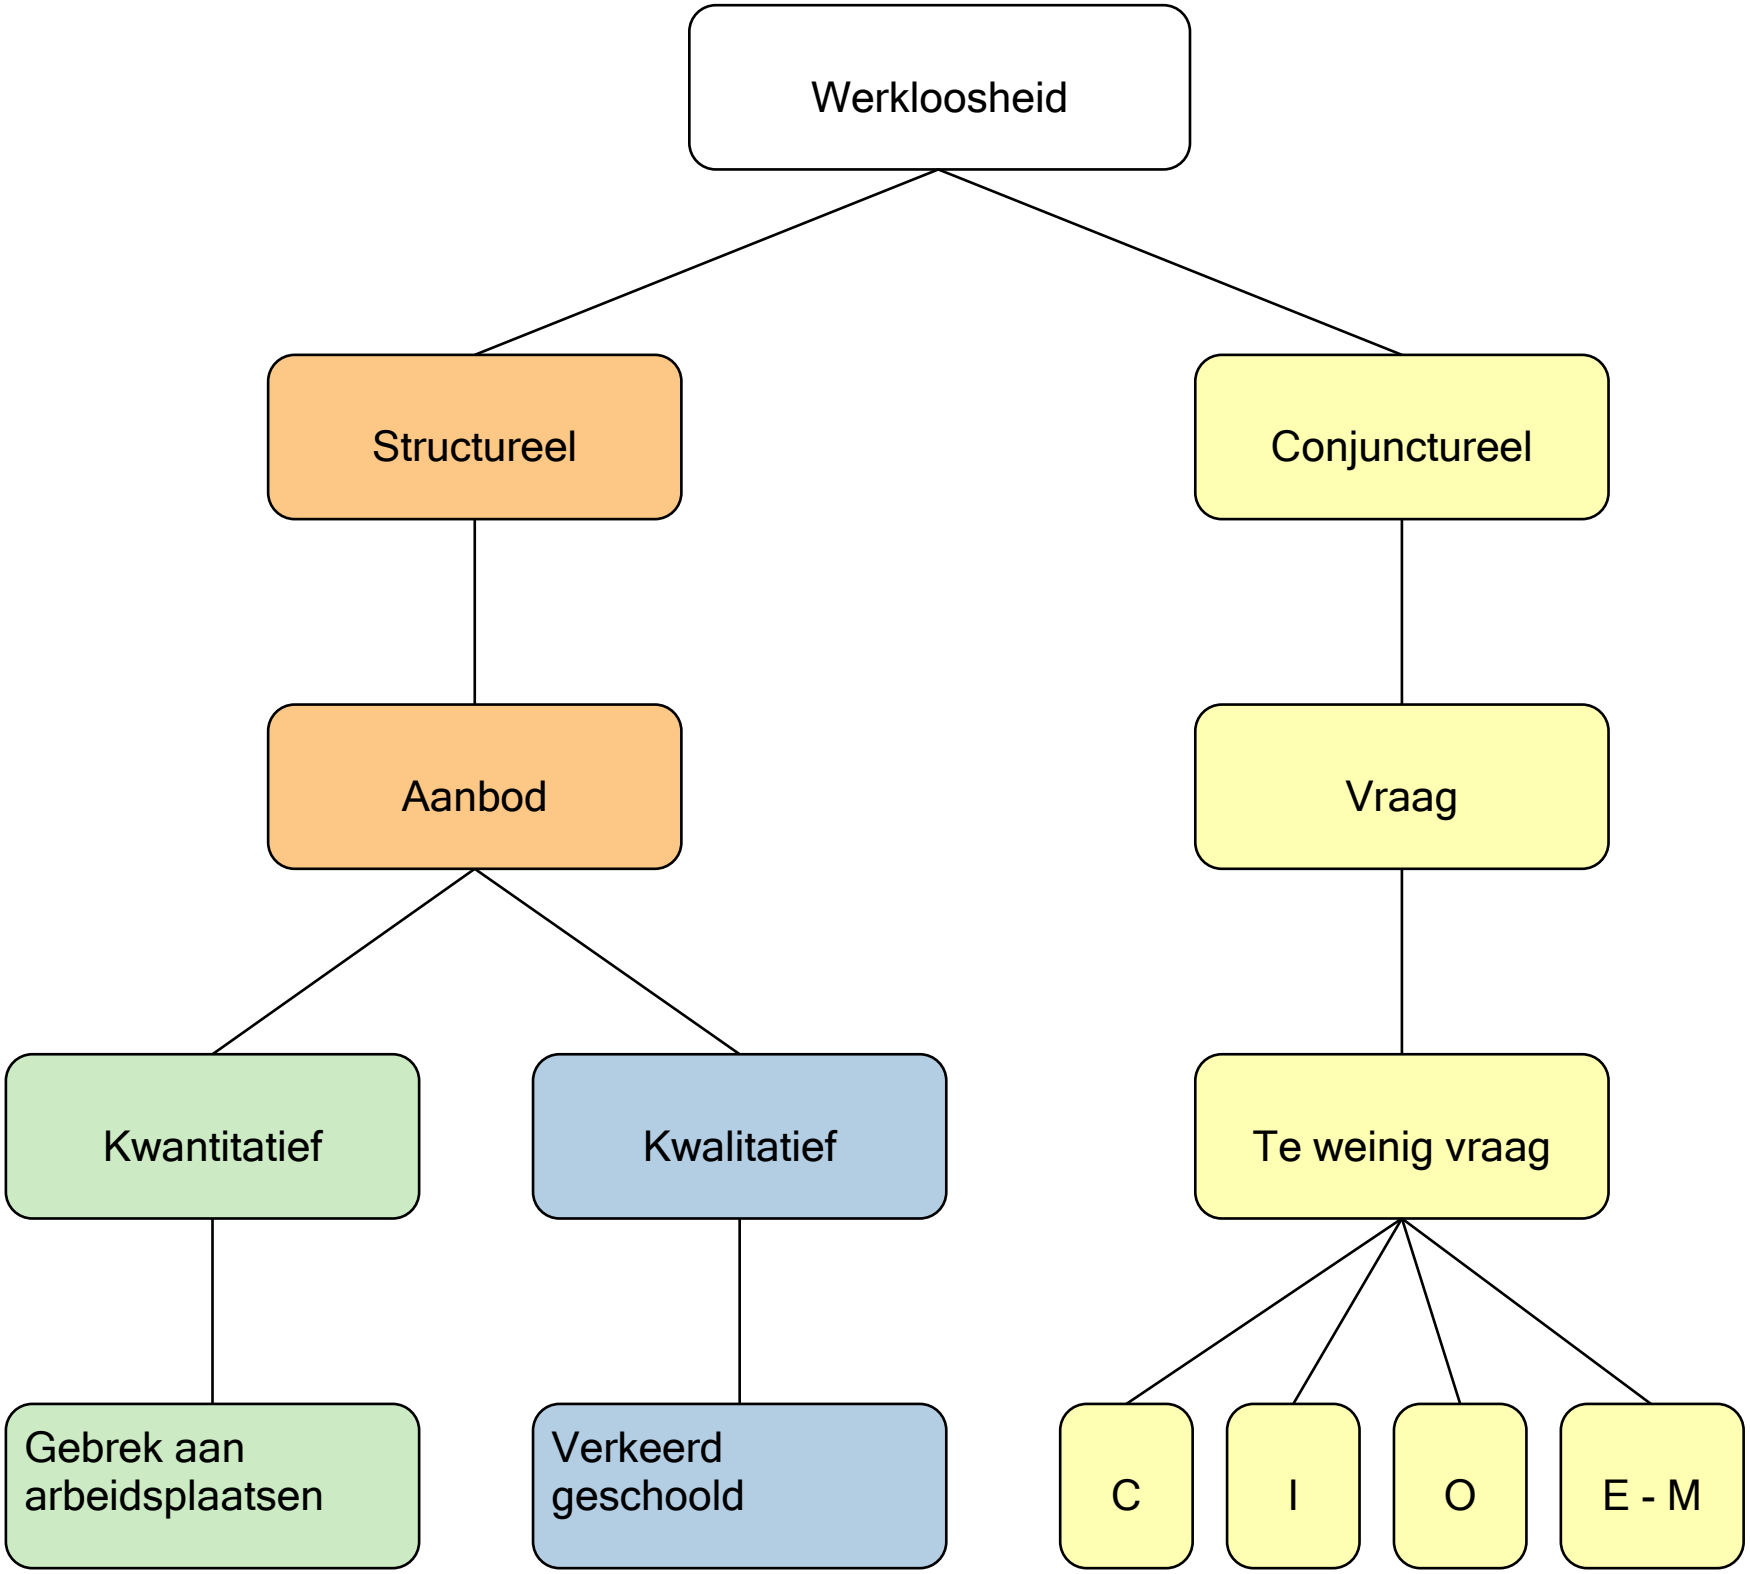 Werkloosheid
Structureel
Conjunctureel
Aanbod
Vraag
Kwantitatief
Kwalitatief
Te weinig vraag
Gebrek aan
arbeidsplaatsen
Verkeerd
geschoold
C
I
O
E - M